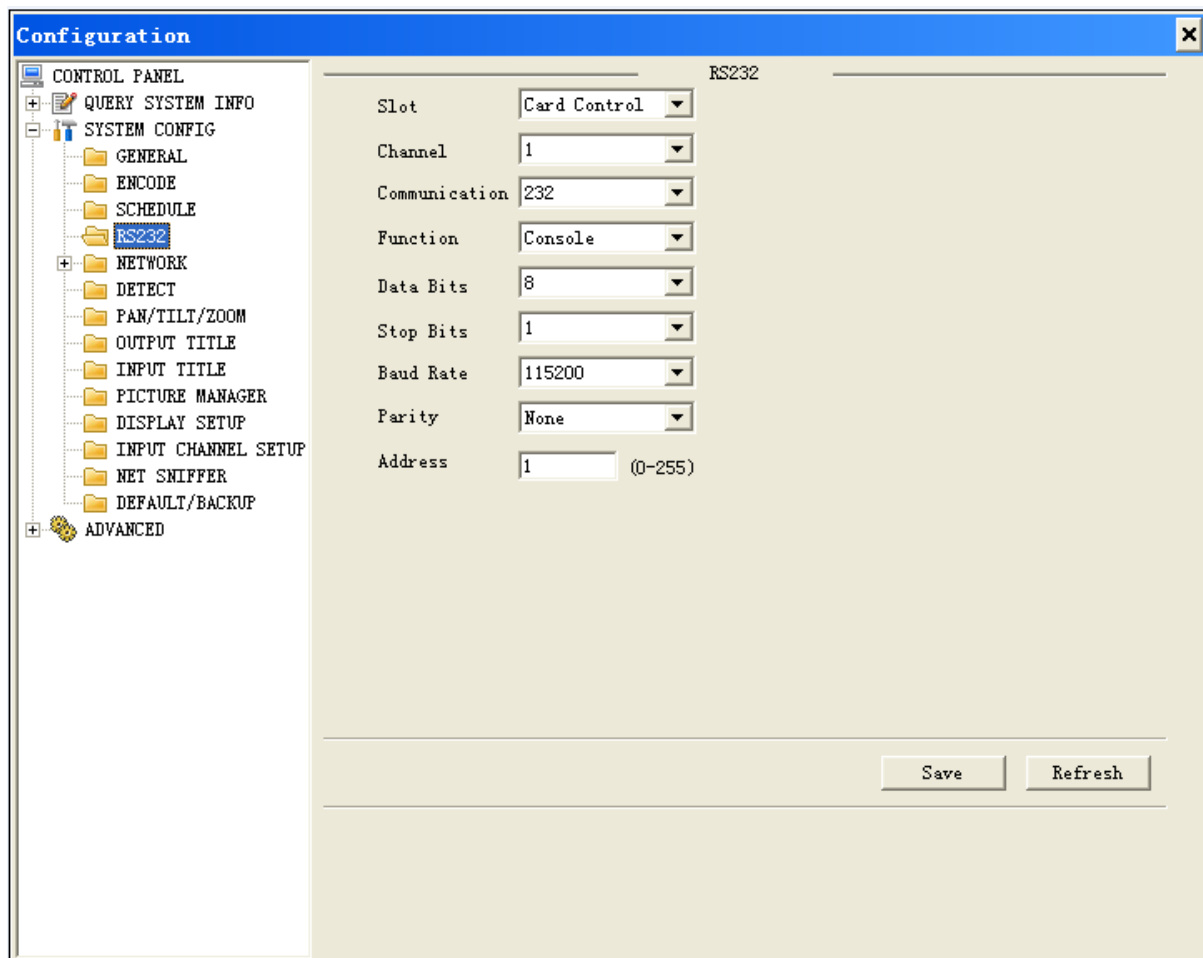 Configuration
CONTROL PANEL
QUERY SYSTEM INFO
SYSTEM CONFIG
GENERAL
ENCODE
SCHEDULE
RS232
NETWORK
DETECT
PAN/TILT/ZOOM
OUTPUT TITLE
INPUT TITLE
PICTURE MANAGER
DISPLAY SETUP
INPUT CHANNEL SETUP
NET SNIFFER
DEFAULT/BACKUP
ADVANCED
RS232
Slot Card Control
Channel 1
Communication 232
Function Console
Data Bits 8
Stop Bits 1
Baud Rate 115200
Parity None
Address 1 (0-255)
Save Refresh